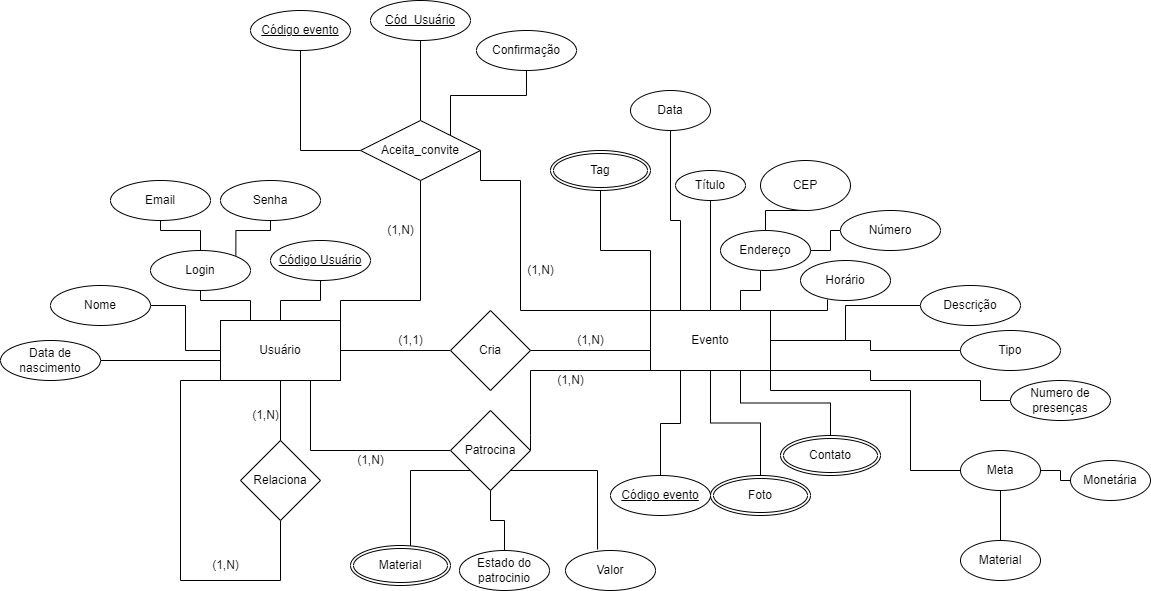 Código evento
Cód_Usuário
Confirmação
Aceita_convite
Data
Tag
Título
CEP
Email
Senha
(1,N)
Número
Endereço
Login
Código Usuário
(1,N)
Horário
Nome
Descrição
Usuário
(1,1)
Cria
(1,N)
Evento
Tipo
Data de
nascimento
(1,N)
Numero de
presenças
(1,N)
Patrocina
(1,N)
Contato
Relaciona
Meta
Monetária
Código evento
Foto
(1,N)
Material
Estado do
patrocinio
Valor
Material